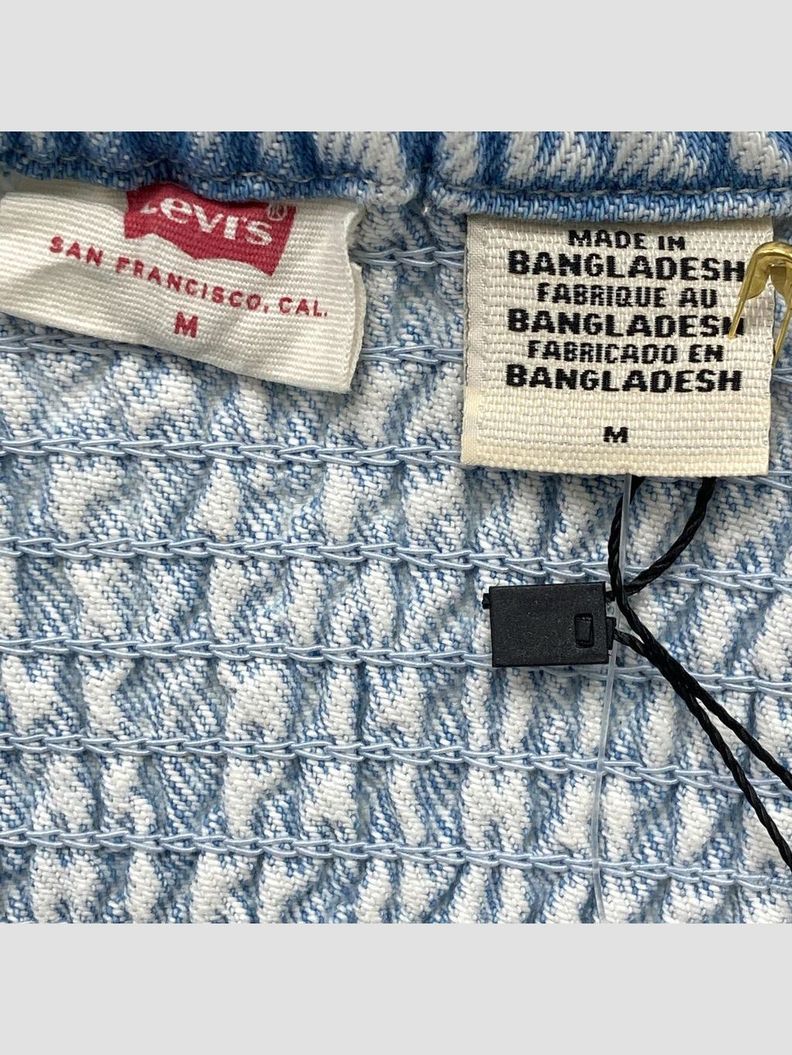 Levi's®
SAN FRANCISCO, CAL.
M
MADE IN
BANGLADESH
FABRIQUE AU
BANGLADESH
FABRICADO EN
BANGLADESH
M